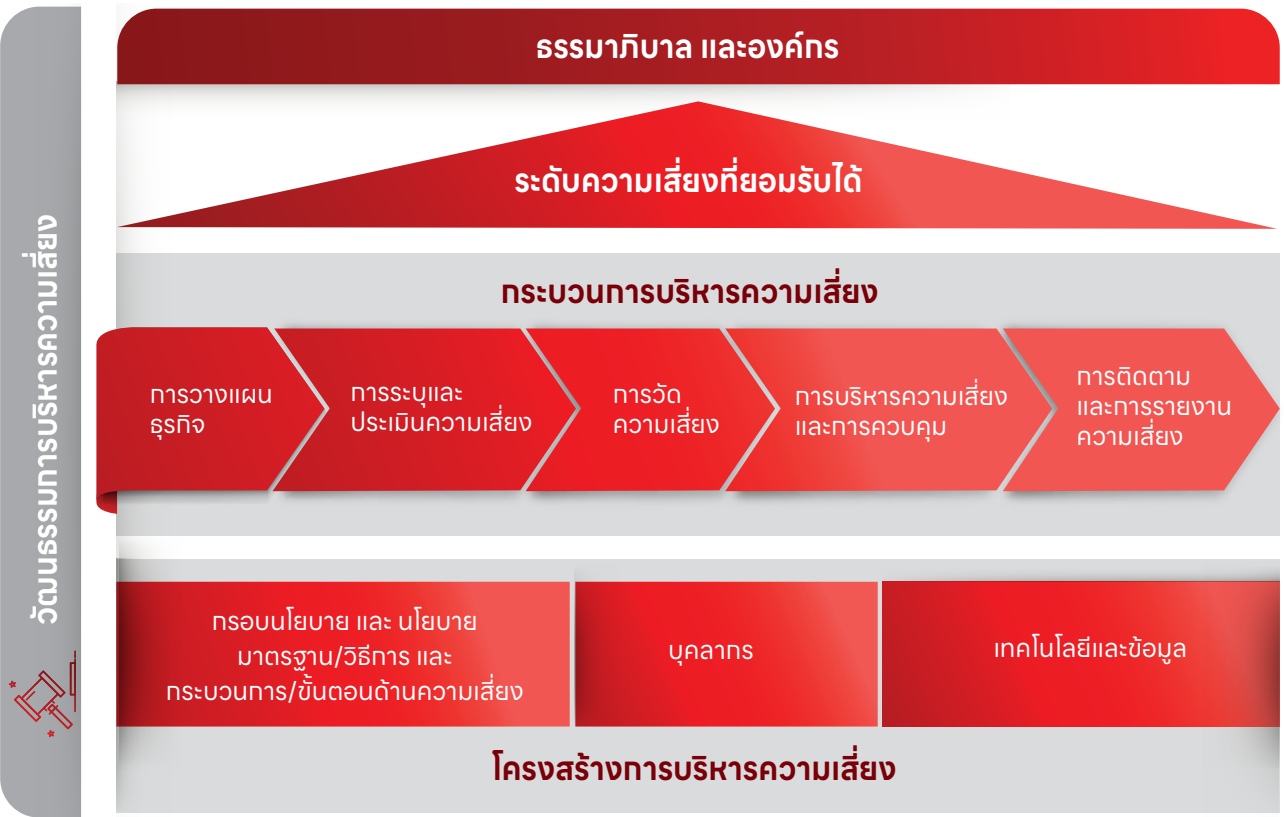 วัฒนธรรมการบริหารความเสี่ยง
ธรรมาภิบาล และองค์กร
ระดับความเสี่ยงที่ยอมรับได้
กระบวนการบริหารความเสี่ยง
การวางแผน
ธุรกิจ
การระบุและ
ประเมินความเสี่ยง
การวัด
ความเสี่ยง
การบริหารความเสี่ยง
และการควบคุม
การติดตาม
และการรายงาน
ความเสี่ยง
กรอบนโยบาย และ นโยบาย
มาตรฐาน/วิธีการ และ
กระบวนการ/ขั้นตอนด้านความเสี่ยง
บุคลากร
เทคโนโลยีและข้อมูล
โครงสร้างการบริหารความเสี่ยง